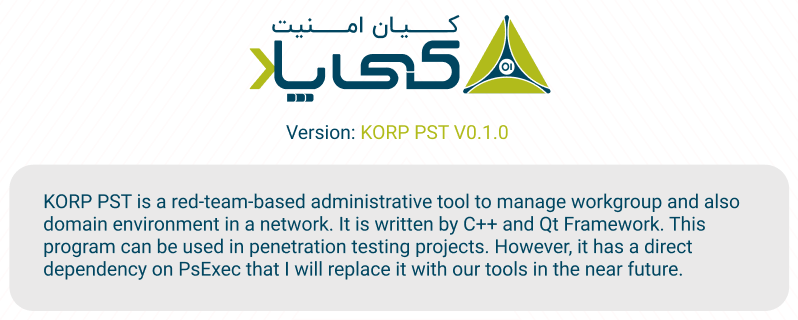 کیان امنیت
کی پاد
01
Version: KORP PST V0.1.0
KORP PST is a red-team-based administrative tool to manage workgroup and also
domain environment in a network. It is written by C++ and Qt Framework. This
program can be used in penetration testing projects. However, it has a direct
dependency on PsExec that I will replace it with our tools in the near future.